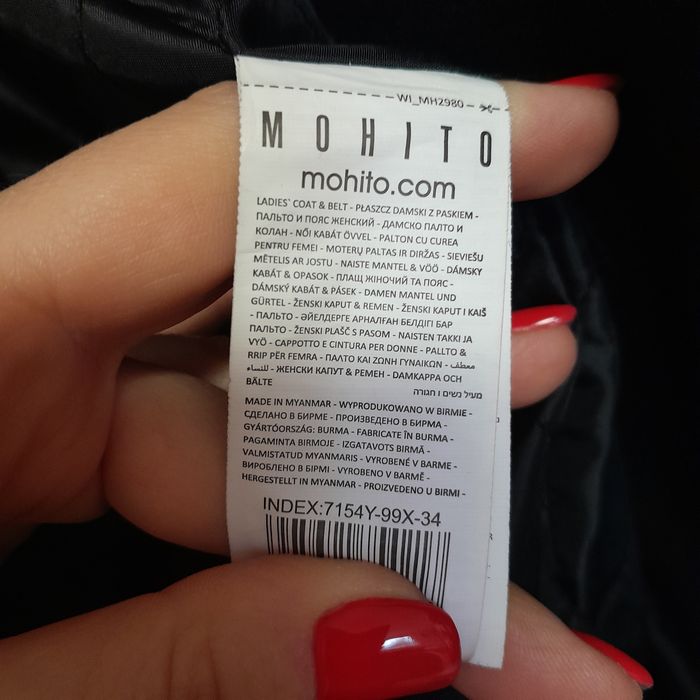 WI_MH2980
MOHITO
mohito.com
LADIES` COAT & BELT - PŁASZCZ DAMSKI Z PASKIEM -
ПАЛЬТО И ПОЯС ЖЕНСКИЙ - ДАМСКО ПАЛТО И
КОЛАН - NŐI KABÁT ÖVVEL - PALTON CU CUREA
PENTRU FEMEI - MOTERŲ PALTAS IR DIRŽAS - SIEVIEŠU
MĒTELIS AR JOSTU - NAISTE MANTEL & VÖÖ - DÁMSKY
KABÁT & OPASOK - ПЛАЩ ЖІНОЧИЙ ТА ПОЯС -
DÁMSKÝ KABÁT & PÁSEK - DAMEN MANTEL UND
GÜRTEL - ŽENSKI KAPUT & REMEN - ŽENSKI KAPUT I KAIŠ
- ПАЛЬТО - ӘЙЕЛДЕРГЕ АРНАЛҒАН БЕЛДІГІ БАР
ПАЛЬТО - ŽENSKI PLAŠČ S PASOM - NAISTEN TAKKI JA
VYÖ - CAPPOTTO E CINTURA PER DONNE - PALLTO &
RRIP PËR FEMRA - ΠΑΛΤΟ ΚΑΙ ΖΩΝΗ ΓΥΝΑΙΚΩΝ - معطف
للنساء - ЖЕНСКИ КАПУТ & РЕМЕН - DAMKAPPA OCH
BÄLTE מעיל נשים ו חגורה
MADE IN MYANMAR - WYPRODUKOWANO W BIRMIE -
СДЕЛАНО В БИРМЕ - ПРОИЗВЕДЕНО В БИРМА -
GYÁRTÓORSZÁG: BURMA - FABRICATE ÎN BURMA -
PAGAMINTA BIRMOJE - IZGATAVOTS BIRMĀ -
VALMISTATUD MYANMARIS - VYROBENÉ V BARME -
ВИРОБЛЕНО В БІРМІ - VYROBENO V BARMĚ -
HERGESTELLT IN MYANMAR - PROIZVEDENO U BIRMI -
INDEX:7154Y-99X-34